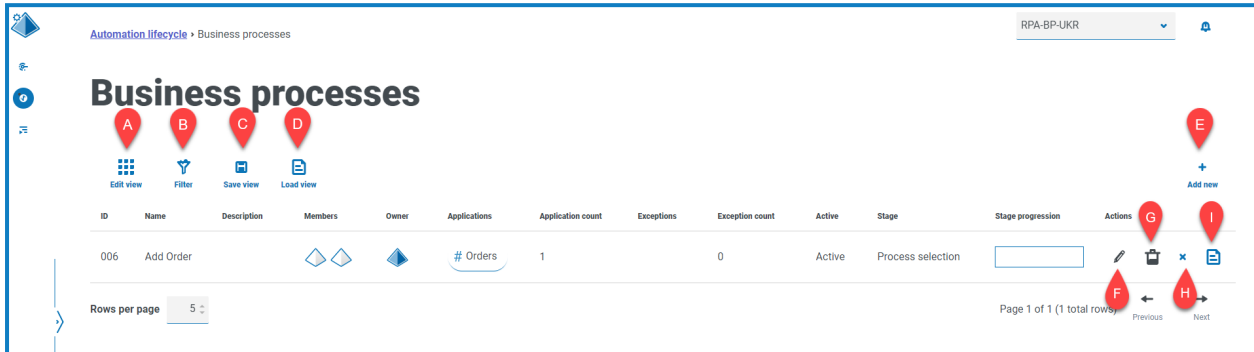 RPA-BP-UKR
Automation lifecycle › Business processes
Business processes
A B C D E
Edit view Filter Save view Load view Add new
ID Name Description Members Owner Applications Application count Exceptions Exception count Active Stage Stage progression Actions G I
006 Add Order # Orders 1 0 Active Process selection
F H
Rows per page 5 Page 1 of 1 (1 total rows)
Previous Next